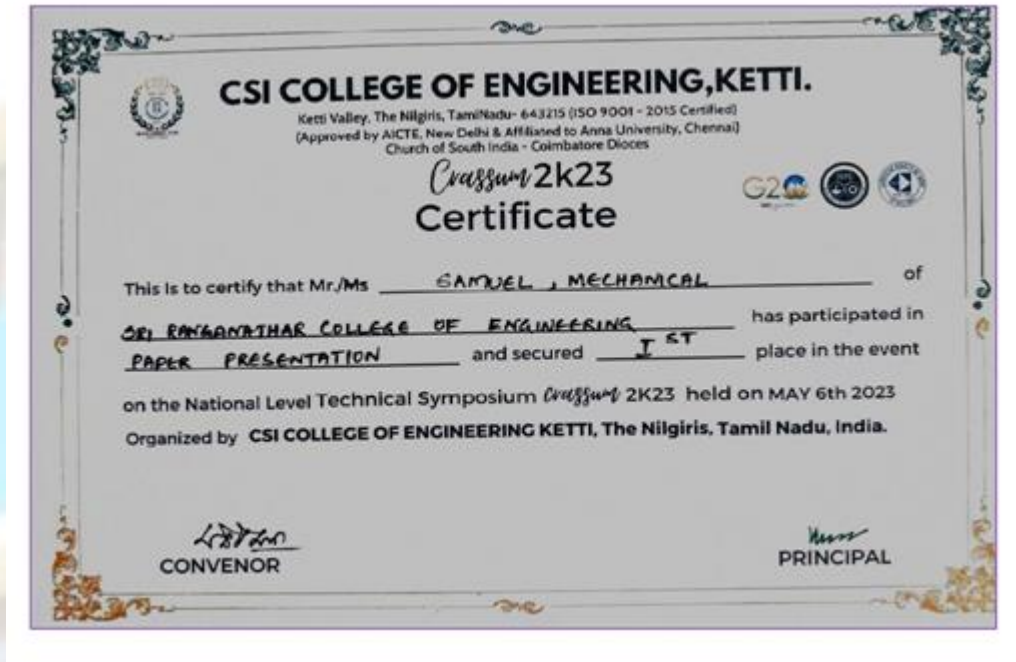 CSI COLLEGE OF ENGINEERING,KETTI.
Ketti Valley, The Nilgiris, TamilNadu- 643215 (ISO 9001 - 2015 Certified)
(Approved by AICTE, New Delhi & Affiliated to Anna University, Chennai)
Church of South India - Coimbatore Dioces
Crassum 2k23
G20
Certificate
This Is to certify that Mr./Ms SAMUEL , MECHANICAL of
SRI RANGANATHAR COLLEGE OF ENGINEERING has participated in
PAPER PRESENTATION and secured I ST place in the event
on the National Level Technical Symposium Crassum 2K23 held on MAY 6th 2023
Organized by CSI COLLEGE OF ENGINEERING KETTI, The Nilgiris, Tamil Nadu, India.
CONVENOR
PRINCIPAL